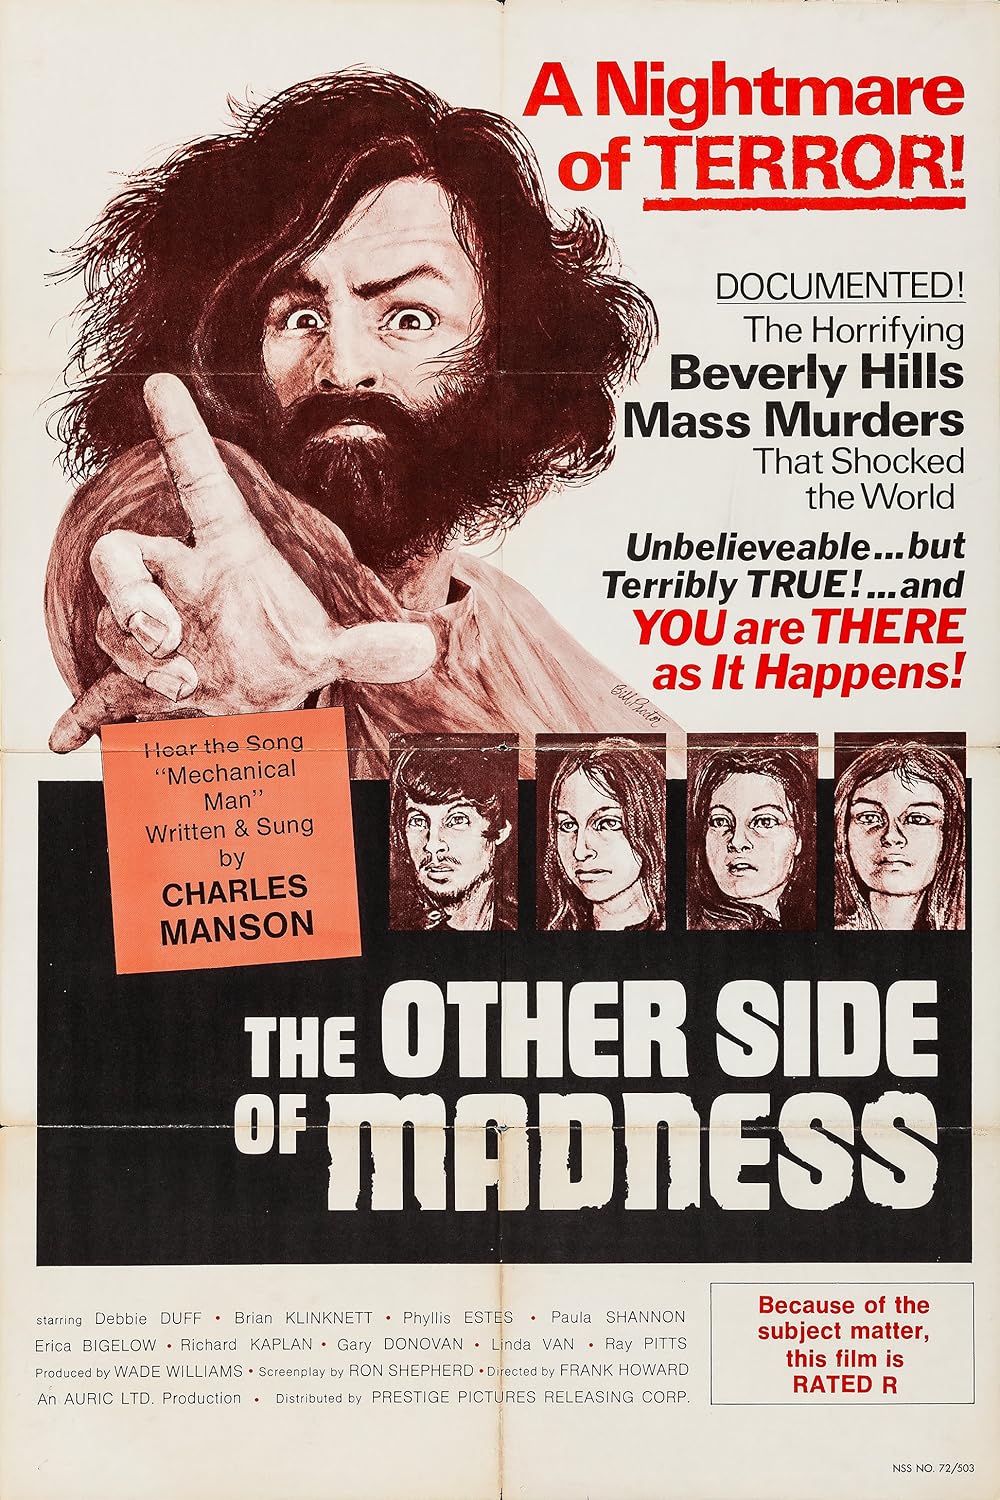 A Nightmare
of TERROR!
DOCUMENTED!
The Horrifying
Beverly Hills
Mass Murders
That Shocked
the World
Unbelieveable...but
Terribly TRUE!...and
YOU are THERE
as It Happens!
Bill Proctor
Hear the Song
"Mechanical
Man"
Written & Sung
by
CHARLES
MANSON
THE OTHER SIDE
OF MADNESS
starring Debbie DUFF • Brian KLINKNETT • Phyllis ESTES • Paula SHANNON
Erica BIGELOW • Richard KAPLAN • Gary DONOVAN • Linda VAN • Ray PITTS
Produced by WADE WILLIAMS • Screenplay by RON SHEPHERD • Directed by FRANK HOWARD
An AURIC LTD. Production • Distributed by PRESTIGE PICTURES RELEASING CORP.
Because of the
subject matter,
this film is
RATED R
NSS NO. 72/503